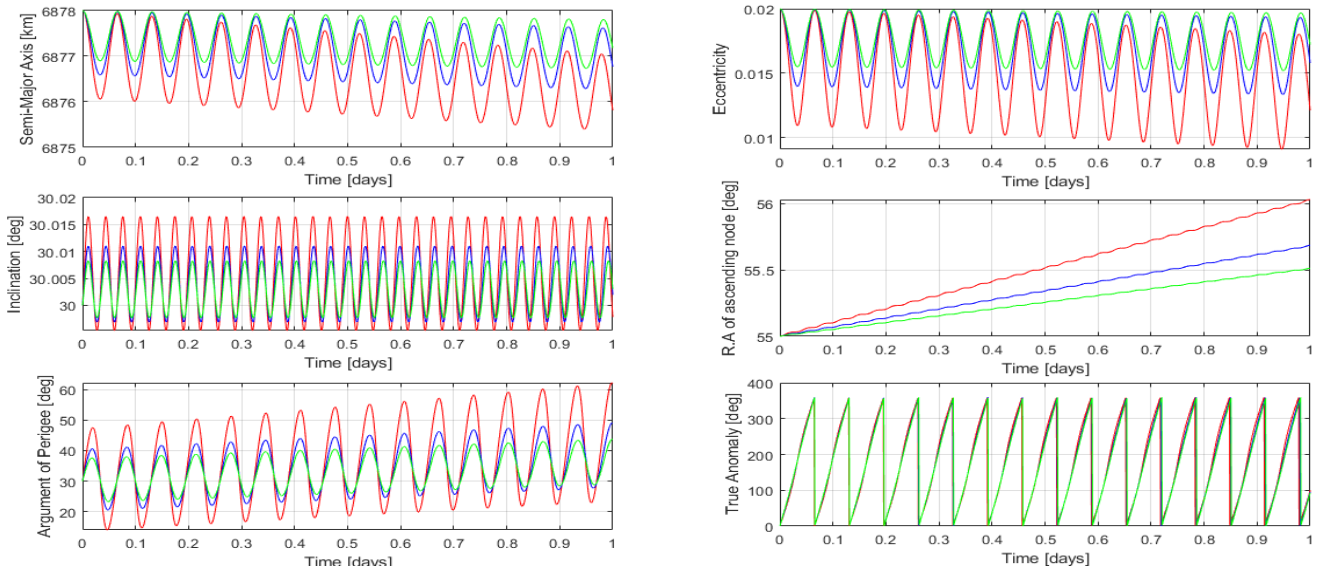 Semi-Major Axis [km]
6878
6877
6876
6875
0 0.1 0.2 0.3 0.4 0.5 0.6 0.7 0.8 0.9 1
Time [days]
Eccentricity
0.02
0.015
0.01
0 0.1 0.2 0.3 0.4 0.5 0.6 0.7 0.8 0.9 1
Time [days]
Inclination [deg]
30.02
30.015
30.01
30.005
30
0 0.1 0.2 0.3 0.4 0.5 0.6 0.7 0.8 0.9 1
Time [days]
R.A of ascending node [deg]
56
55.5
55
0 0.1 0.2 0.3 0.4 0.5 0.6 0.7 0.8 0.9 1
Time [days]
Argument of Perigee [deg]
60
50
40
30
20
0 0.1 0.2 0.3 0.4 0.5 0.6 0.7 0.8 0.9 1
Time [days]
True Anomaly [deg]
400
300
200
100
0
0 0.1 0.2 0.3 0.4 0.5 0.6 0.7 0.8 0.9 1
Time [days]